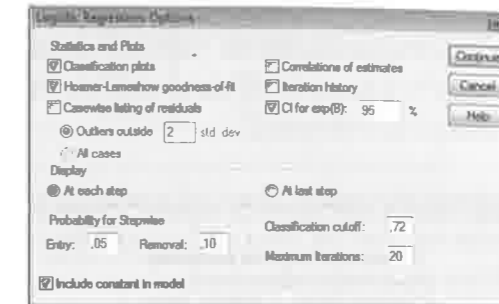 Logistic Regression Options
Statistics and Plots
Classification plots
Correlations of estimates
Hosmer-Lemeshow goodness-of-fit
Iteration history
Casewise listing of residuals
CI for exp(B): 95 %
Outliers outside 2 std dev
All cases
Display
At each step
At last step
Probability for Stepwise
Entry: .05 Removal: .10
Classification cutoff: .72
Maximum Iterations: 20
Include constant in model
Continue
Cancel
Help